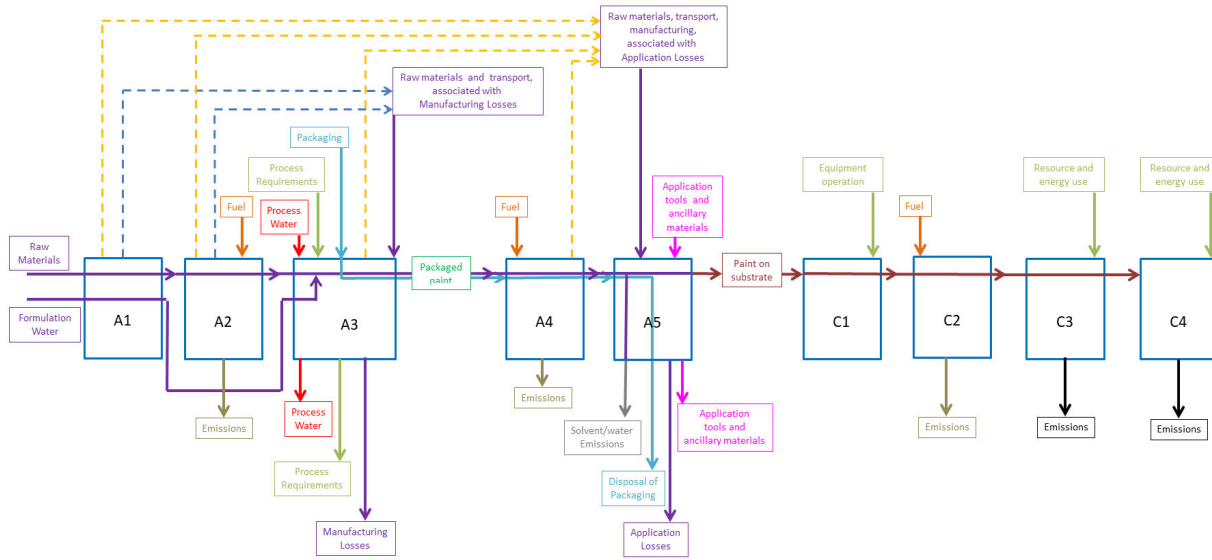 Raw materials, transport,
manufacturing,
associated with
Application Losses
Raw materials and transport,
associated with
Manufacturing Losses
Packaging
Process
Requirements
Fuel
Process
Water
Fuel
Application
tools and
ancillary
materials
Equipment
operation
Fuel
Resource and
energy use
Resource and
energy use
Raw
Materials
Formulation
Water
Packaged
paint
Paint on
substrate
A1
A2
A3
A4
A5
C1
C2
C3
C4
Emissions
Process
Water
Process
Requirements
Manufacturing
Losses
Emissions
Solvent/water
Emissions
Application
tools and
ancillary materials
Disposal of
Packaging
Application
Losses
Emissions
Emissions
Emissions